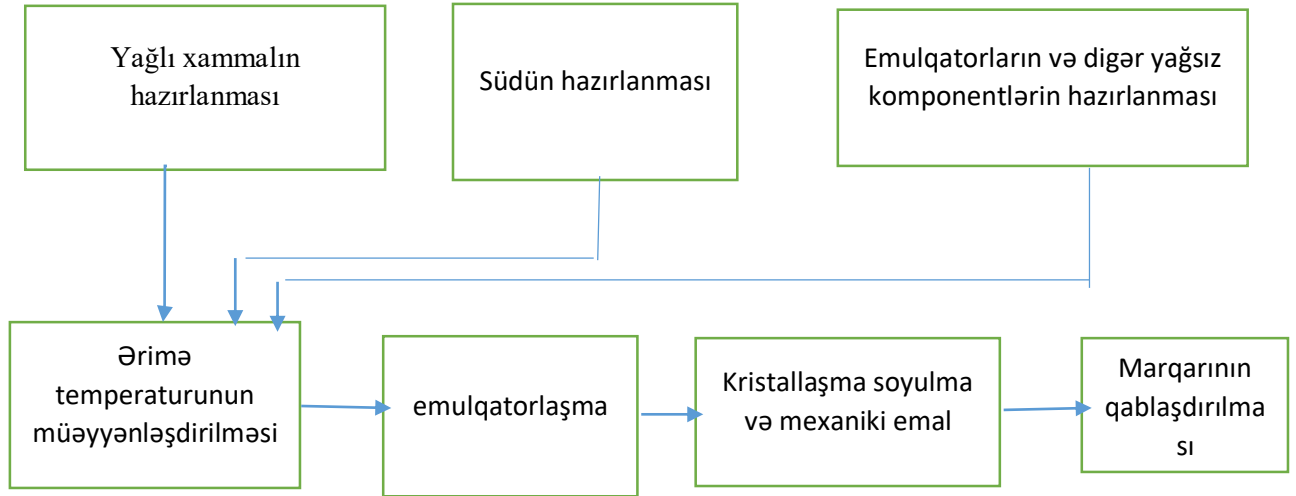 Yağlı xammalın
hazırlanması
Südün hazırlanması
Emulqatorların və digər yağsız
komponentlərin hazırlanması
Ərimə
temperaturunun
müəyyənləşdirilməsi
emulqatorlaşma
Kristallaşma soyulma
və mexaniki emal
Marqarının
qablaşdırılma
sı